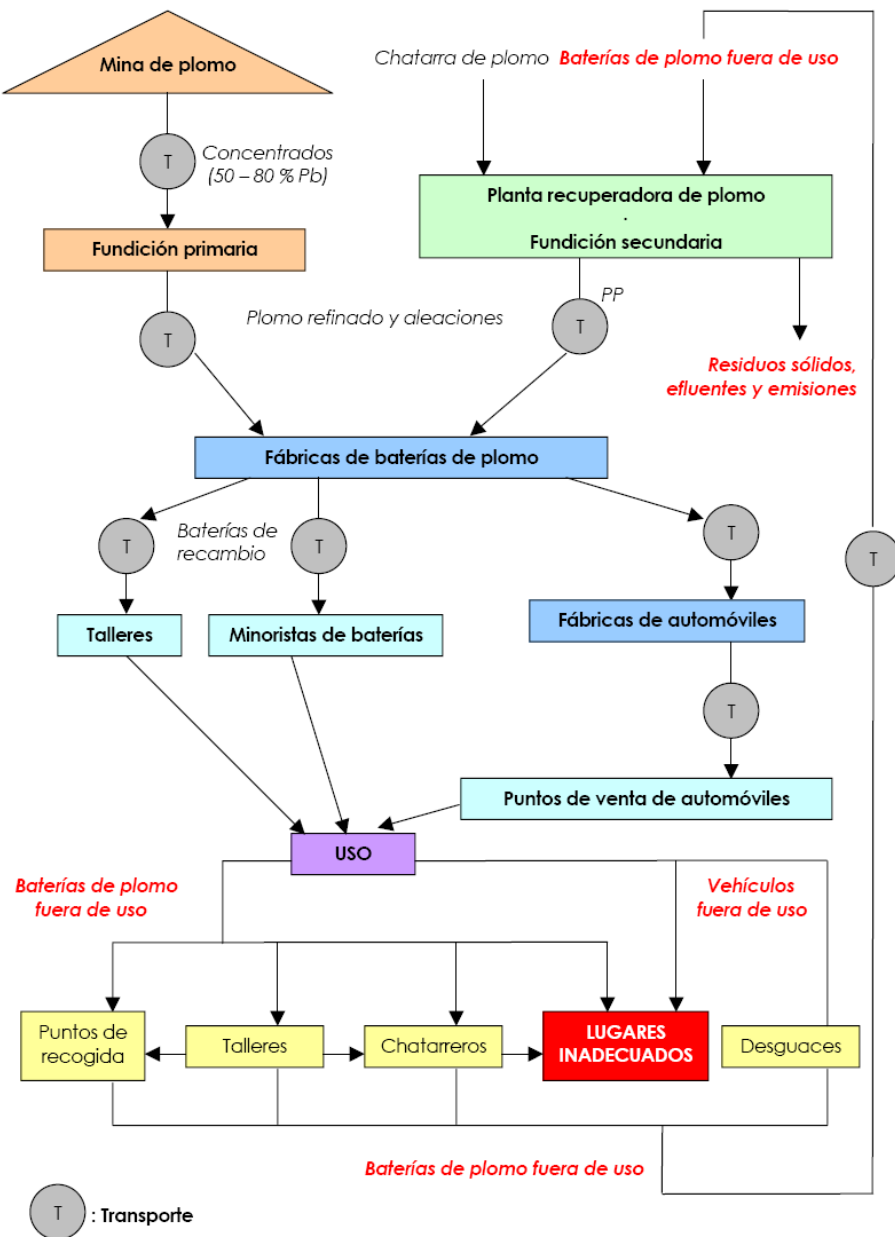 Mina de plomo
Chatarra de plomo
Baterías de plomo fuera de uso
T
Concentrados
(50 – 80 % Pb)
Planta recuperadora de plomo
.
Fundición secundaria
Fundición primaria
T
Plomo refinado y aleaciones
T
PP
Residuos sólidos,
efluentes y emisiones
Fábricas de baterías de plomo
T
Baterías de
recambio
T
T
T
Talleres
Minoristas de baterías
Fábricas de automóviles
T
Puntos de venta de automóviles
USO
Baterías de plomo
fuera de uso
Vehículos
fuera de uso
Puntos de
recogida
Talleres
Chatarreros
LUGARES
INADECUADOS
Desguaces
Baterías de plomo fuera de uso
T
: Transporte